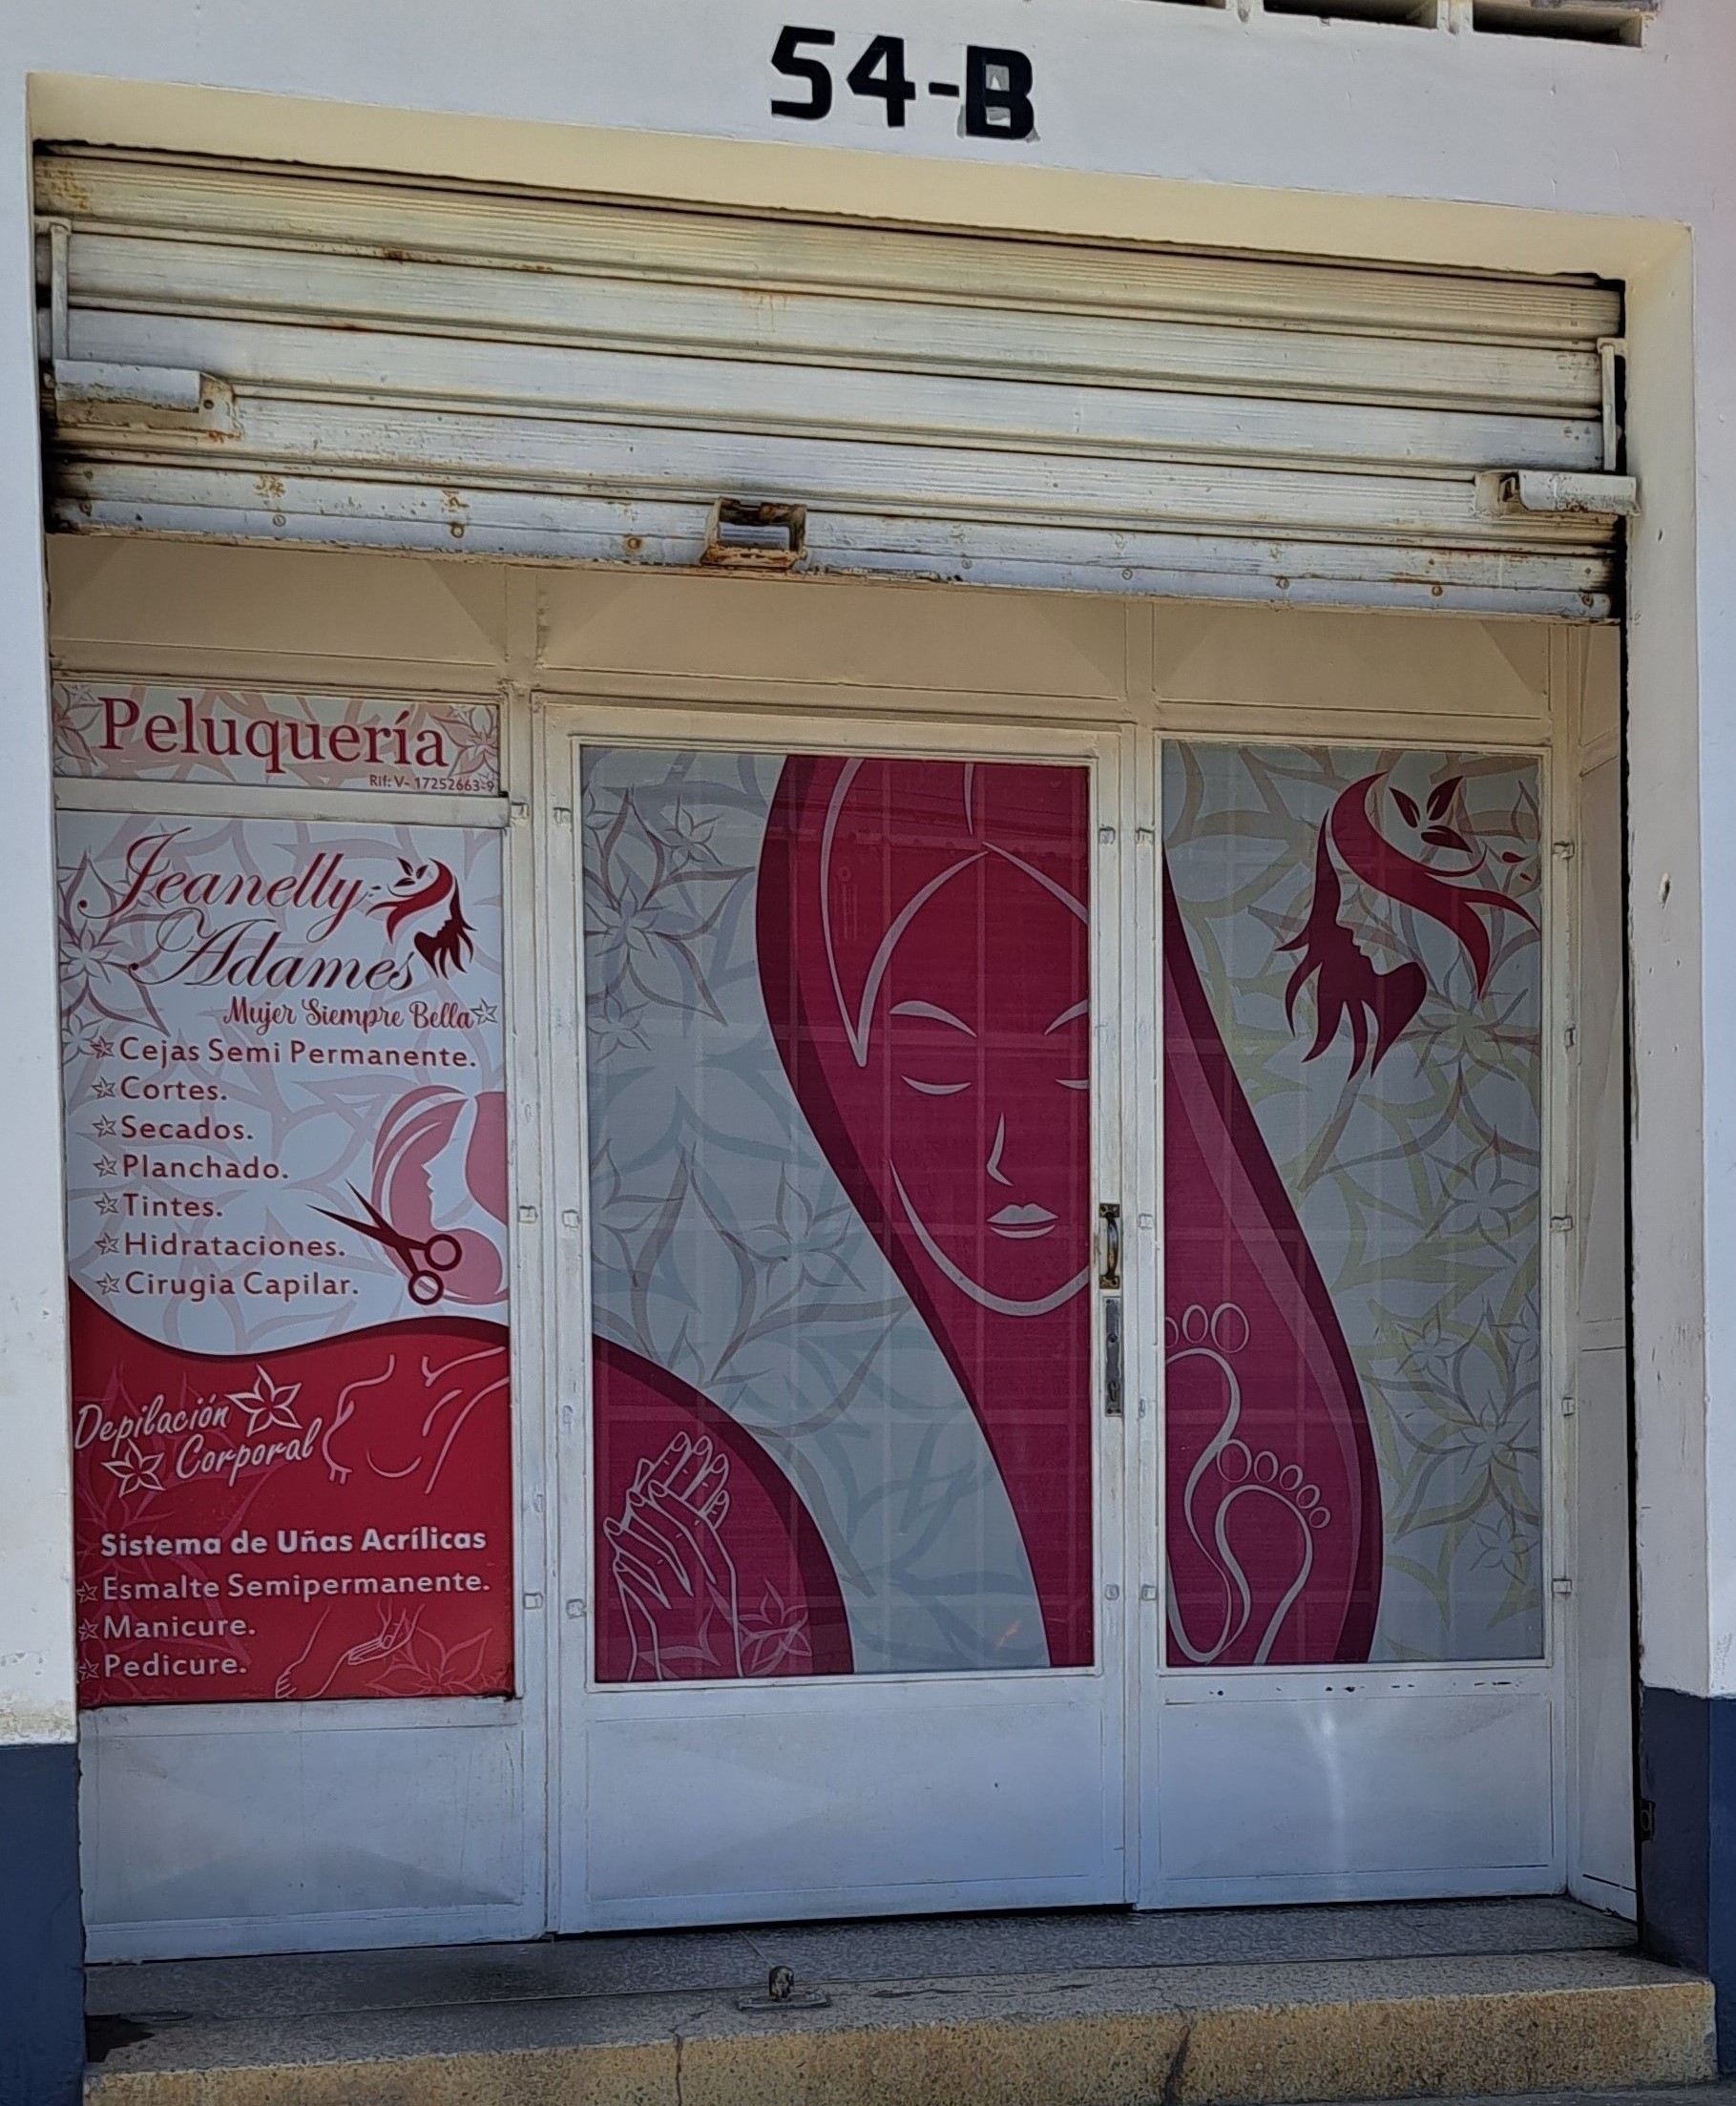 54-B
Peluquería
Rif: V- 17252663-9
Jeanelly
Adames
Mujer Siempre Bella
Cejas Semi Permanente.
Cortes.
Secados.
Planchado.
Tintes.
Hidrataciones.
Cirugia Capilar.
Depilación
Corporal
Sistema de Uñas Acrílicas
Esmalte Semipermanente.
Manicure.
Pedicure.